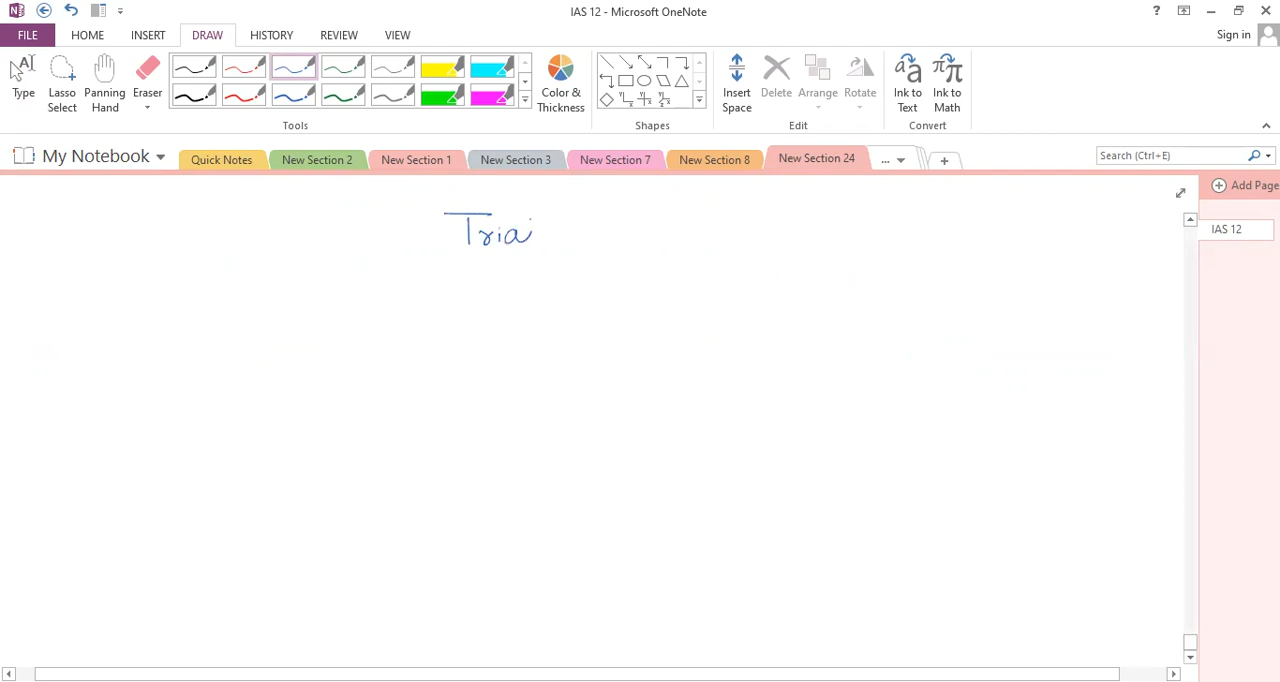 IAS 12 - Microsoft OneNote
?
FILE HOME INSERT DRAW HISTORY REVIEW VIEW
Sign in
Type
Lasso Select
Panning Hand
Eraser
Color & Thickness
Insert Space
Delete
Arrange
Rotate
Ink to Text
Ink to Math
Tools
Shapes
Edit
Convert
My Notebook
Quick Notes
New Section 2
New Section 1
New Section 3
New Section 7
New Section 8
New Section 24
...
Search (Ctrl+E)
Add Page
IAS 12
Tria